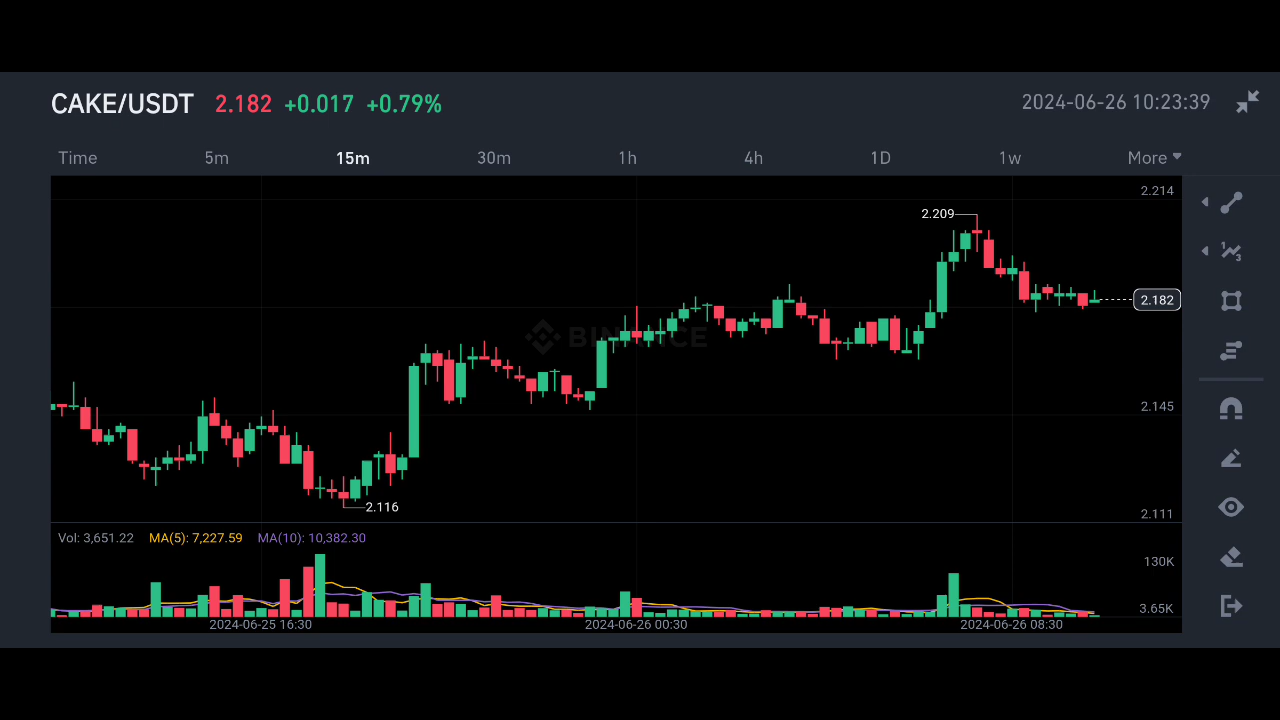 CAKE/USDT 2.182 +0.017 +0.79% 2024-06-26 10:23:39
Time 5m 15m 30m 1h 4h 1D 1w More
2.214
2.209
2.182
BINANCE
2.145
2.116
2.111
Vol: 3,651.22 MA(5): 7,227.59 MA(10): 10,382.30
130K
3.65K
2024-06-25 16:30 2024-06-26 00:30 2024-06-26 08:30